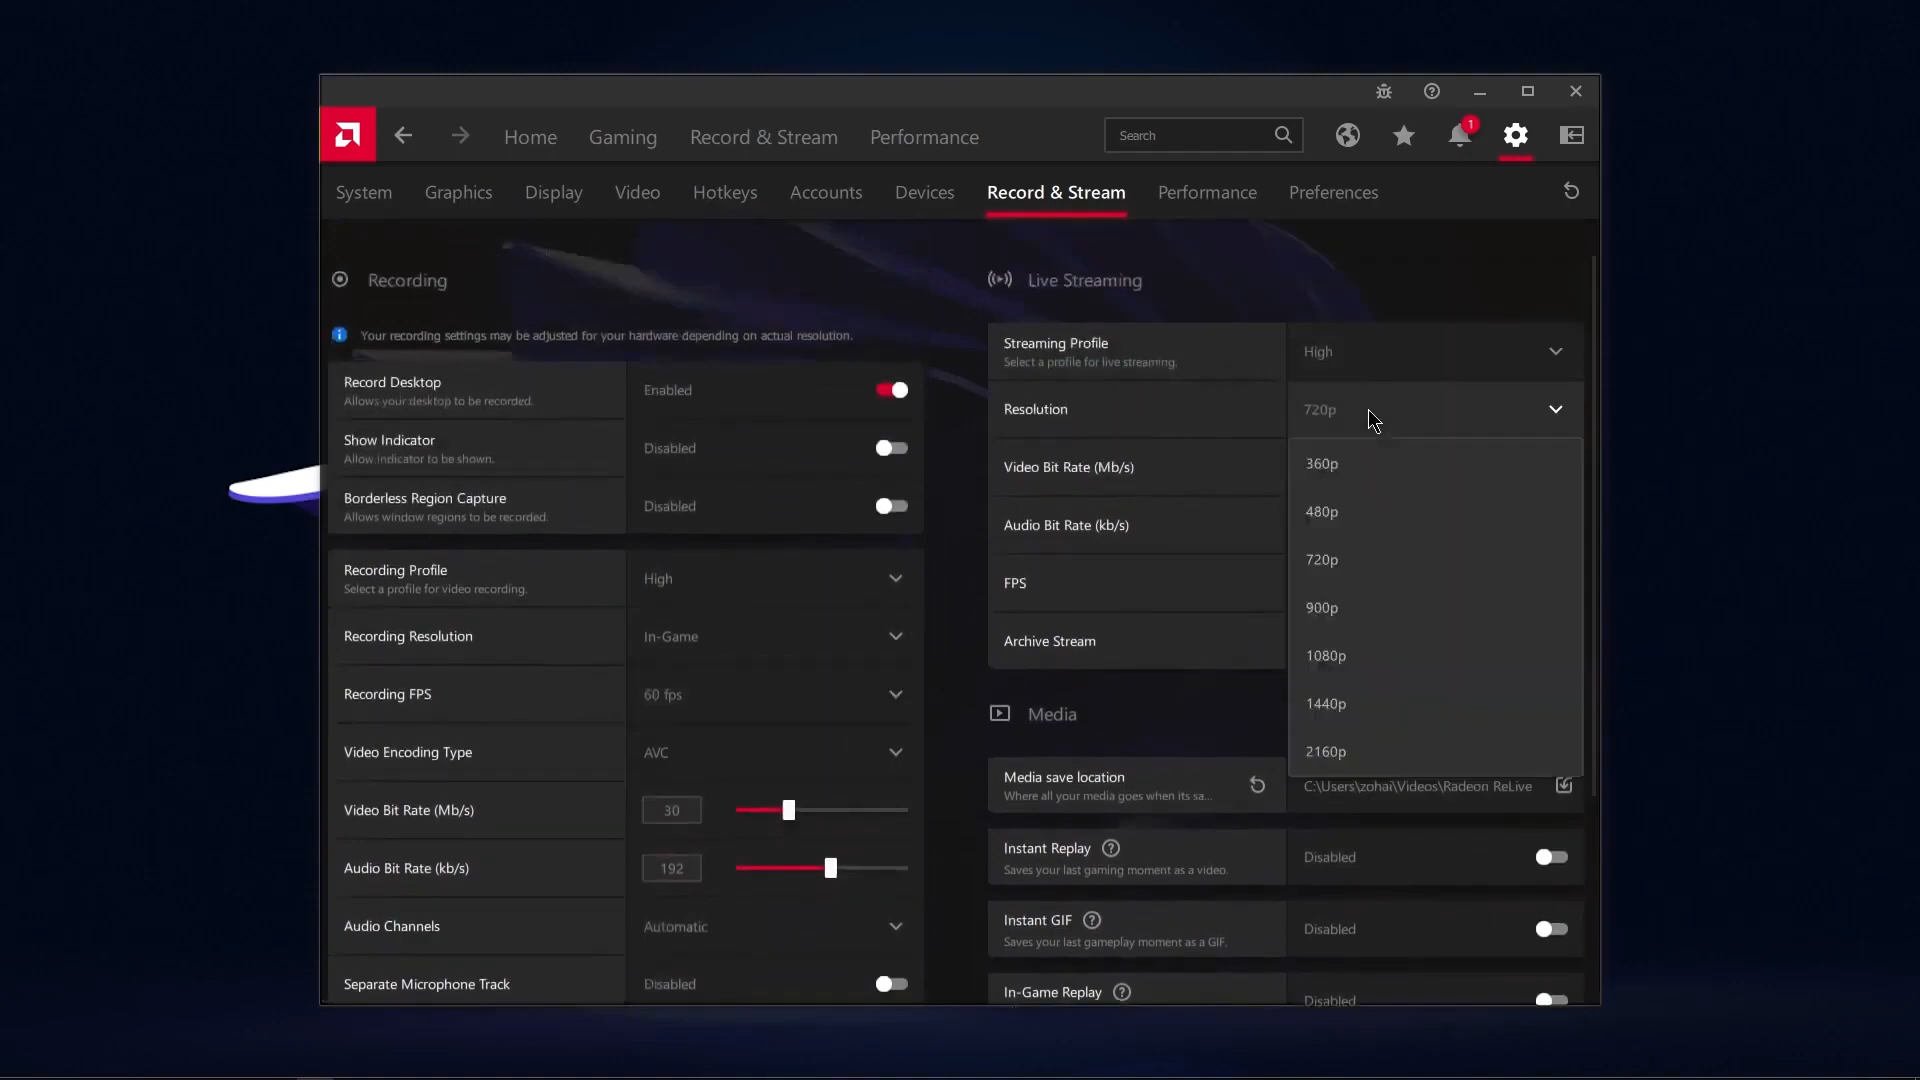 1
Home
Gaming
Record & Stream
Performance
Search
System
Graphics
Display
Video
Hotkeys
Accounts
Devices
Record & Stream
Performance
Preferences
Recording
Your recording settings may be adjusted for your hardware depending on actual resolution.
Record Desktop
Allows your desktop to be recorded.
Enabled
Show Indicator
Allow indicator to be shown.
Disabled
Borderless Region Capture
Allows window regions to be recorded.
Disabled
Recording Profile
Select a profile for video recording.
High
Recording Resolution
In-Game
Recording FPS
60 fps
Video Encoding Type
AVC
Video Bit Rate (Mb/s)
30
Audio Bit Rate (kb/s)
192
Audio Channels
Automatic
Separate Microphone Track
Disabled
Live Streaming
Streaming Profile
Select a profile for live streaming.
High
Resolution
720p
Video Bit Rate (Mb/s)
Audio Bit Rate (kb/s)
FPS
Archive Stream
360p
480p
720p
900p
1080p
1440p
2160p
Media
Media save location
Where all your media goes when its sa...
C:\Users\zohai\Videos\Radeon ReLive
Instant Replay
Saves your last gaming moment as a video.
Disabled
Instant GIF
Saves your last gameplay moment as a GIF.
Disabled
In-Game Replay
Disabled